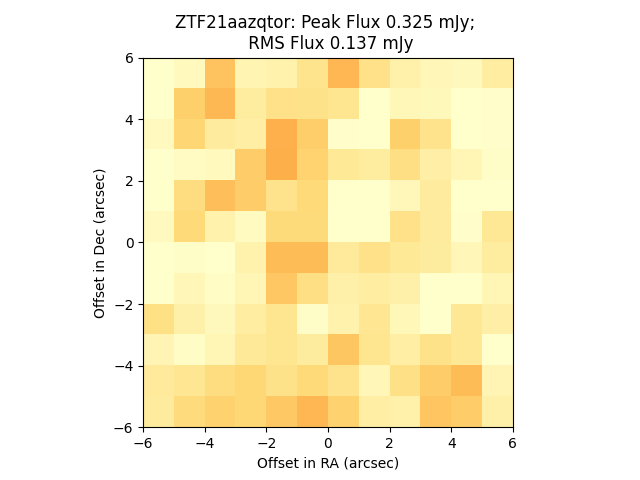 ZTF21aazqtor: Peak Flux 0.325 mJy;
RMS Flux 0.137 mJy
6
4
2
0
−2
−4
−6
Offset in Dec (arcsec)
−6 −4 −2 0 2 4 6
Offset in RA (arcsec)